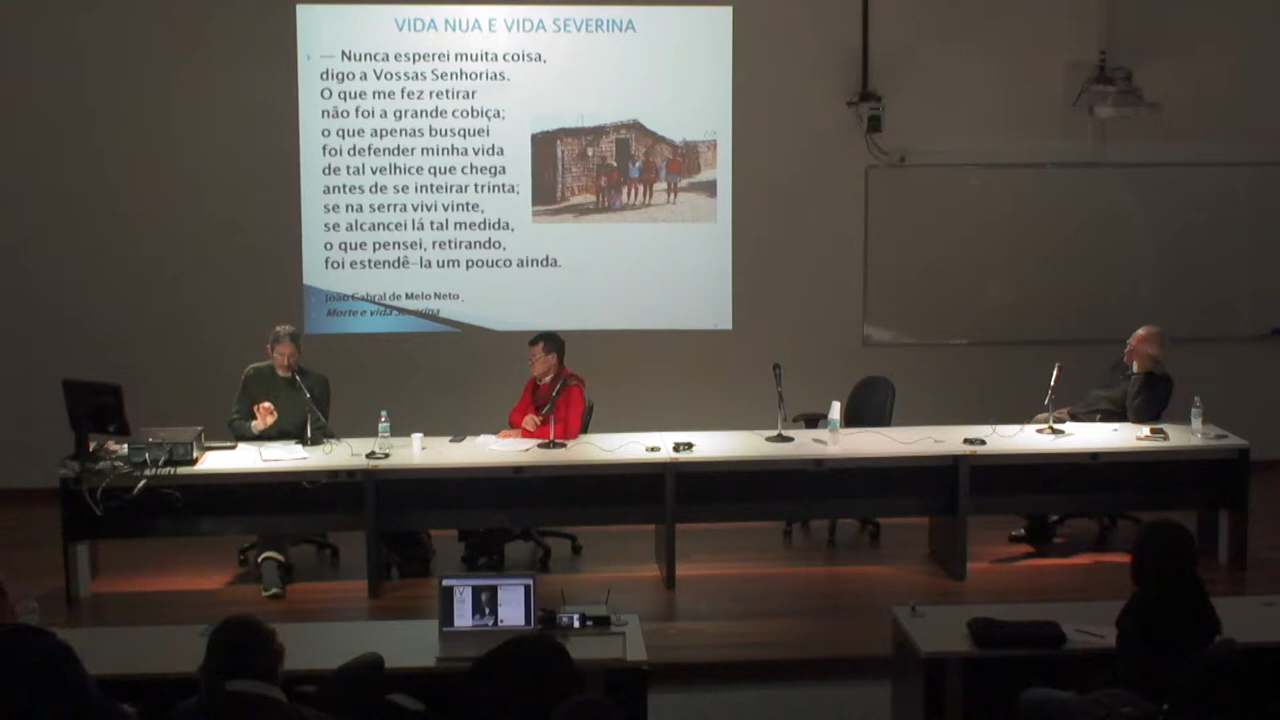 VIDA NUA E VIDA SEVERINA
— Nunca esperei muita coisa,
digo a Vossas Senhorias.
O que me fez retirar
não foi a grande cobiça;
o que apenas busquei
foi defender minha vida
de tal velhice que chega
antes de se inteirar trinta;
se na serra vivi vinte,
se alcancei lá tal medida,
o que pensei, retirando,
foi estendê-la um pouco ainda.
João Cabral de Melo Neto.
Morte e vida Severina
IV